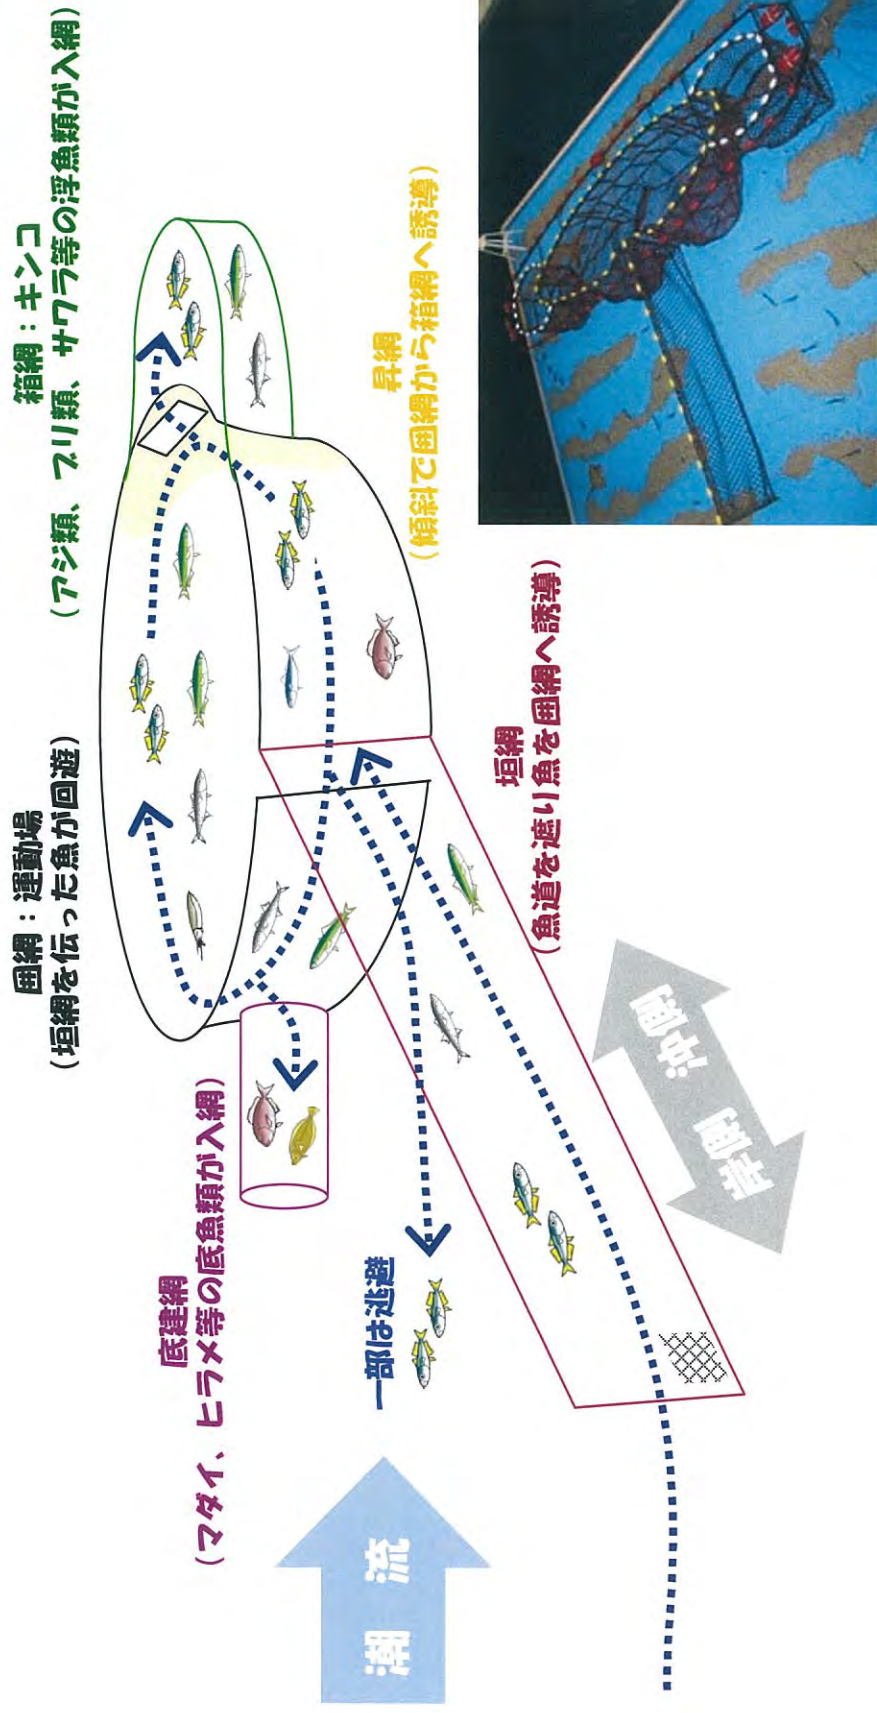 囲網：運動場
（垣網を伝った魚が回遊）
箱網：キンコ
（アジ類、ブリ類、サワラ等の浮魚類が入網）
底建網
（マダイ、ヒラメ等の底魚類が入網）
昇網
（傾斜で囲網から箱網へ誘導）
一部は逃避
垣網
（魚道を遮り魚を囲網へ誘導）
潮　流
岸側　沖側